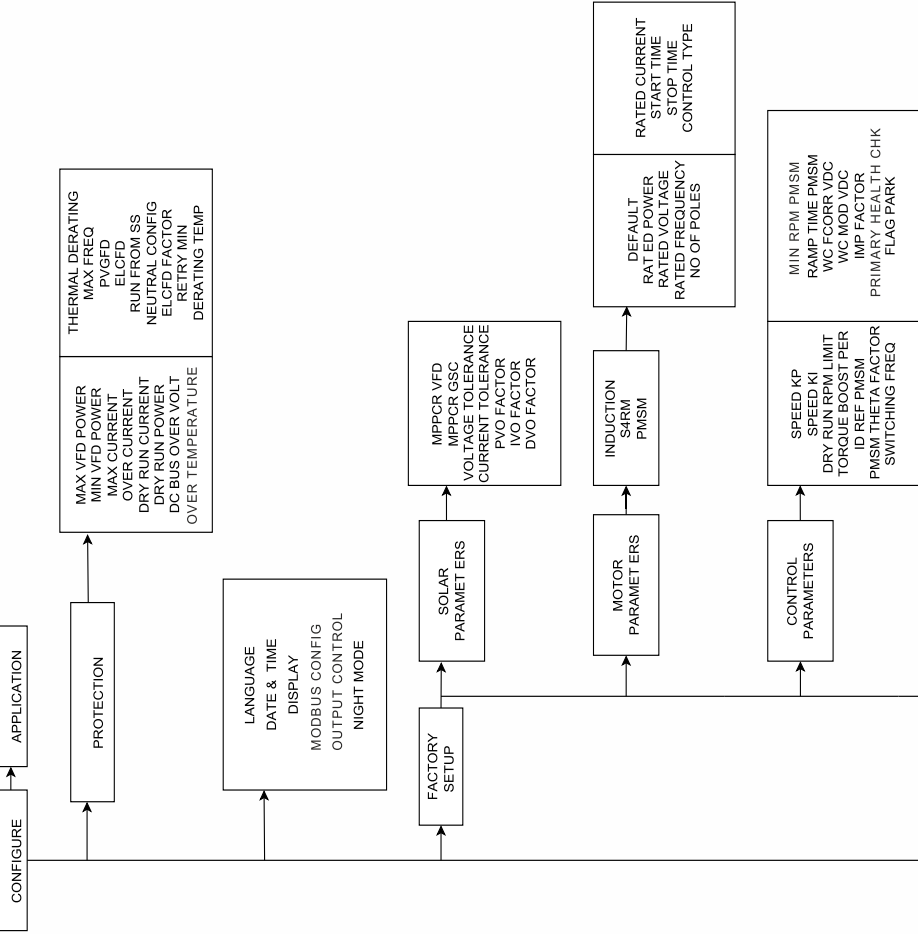 CONFIGURE
APPLICATION
PROTECTION
MAX VFD POWER
MIN VFD POWER
MAX CURRENT
OVER CURRENT
DRY RUN CURRENT
DRY RUN POWER
DC BUS OVER VOLT
OVER TEMPERATURE
THERMAL DERATING
MAX FREQ
PVGFD
ELCFD
RUN FROM SS
NEUTRAL CONFIG
ELCFD FACTOR
RETRY MIN
DERATING TEMP
LANGUAGE
DATE & TIME
DISPLAY
MODBUS CONFIG
OUTPUT CONTROL
NIGHT MODE
FACTORY
SETUP
SOLAR
PARAMET ERS
MPPCR VFD
MPPCR GSC
VOLTAGE TOLERANCE
CURRENT TOLERANCE
PVO FACTOR
IVO FACTOR
DVO FACTOR
MOTOR
PARAMET ERS
INDUCTION
S4RM
PMSM
DEFAULT
RAT ED POWER
RATED VOLTAGE
RATED FREQUENCY
NO OF POLES
RATED CURRENT
START TIME
STOP TIME
CONTROL TYPE
CONTROL
PARAMETERS
SPEED KP
SPEED KI
DRY RUN RPM LIMIT
TORQUE BOOST PER
ID REF PMSM
PMSM THETA FACTOR
SWITCHING FREQ
MIN RPM PMSM
RAMP TIME PMSM
WC FCORR VDC
WC MOD VDC
IMP FACTOR
PRIMARY HEALTH CHK
FLAG PARK